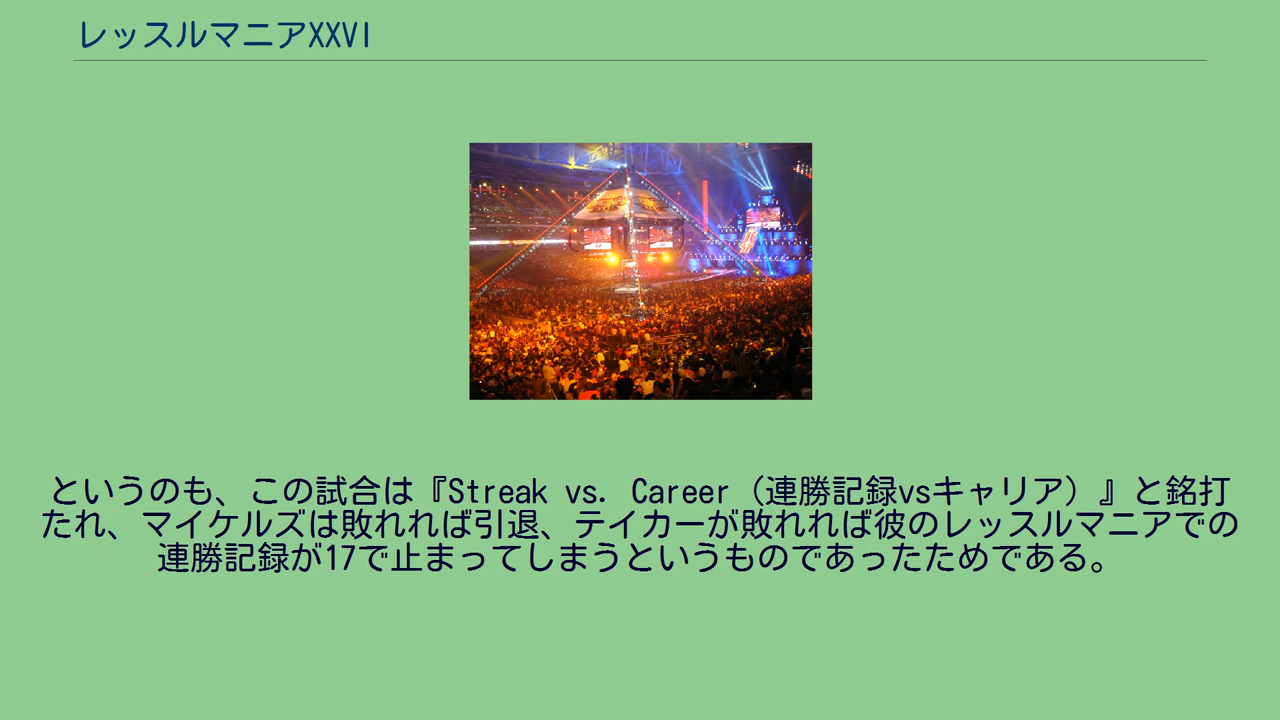 レッスルマニアXXVI
というのも、この試合は『Streak vs. Career（連勝記録vsキャリア）』と銘打
たれ、マイケルズは敗れれば引退、テイカーが敗れれば彼のレッスルマニアでの
連勝記録が17で止まってしまうというものであったためである。